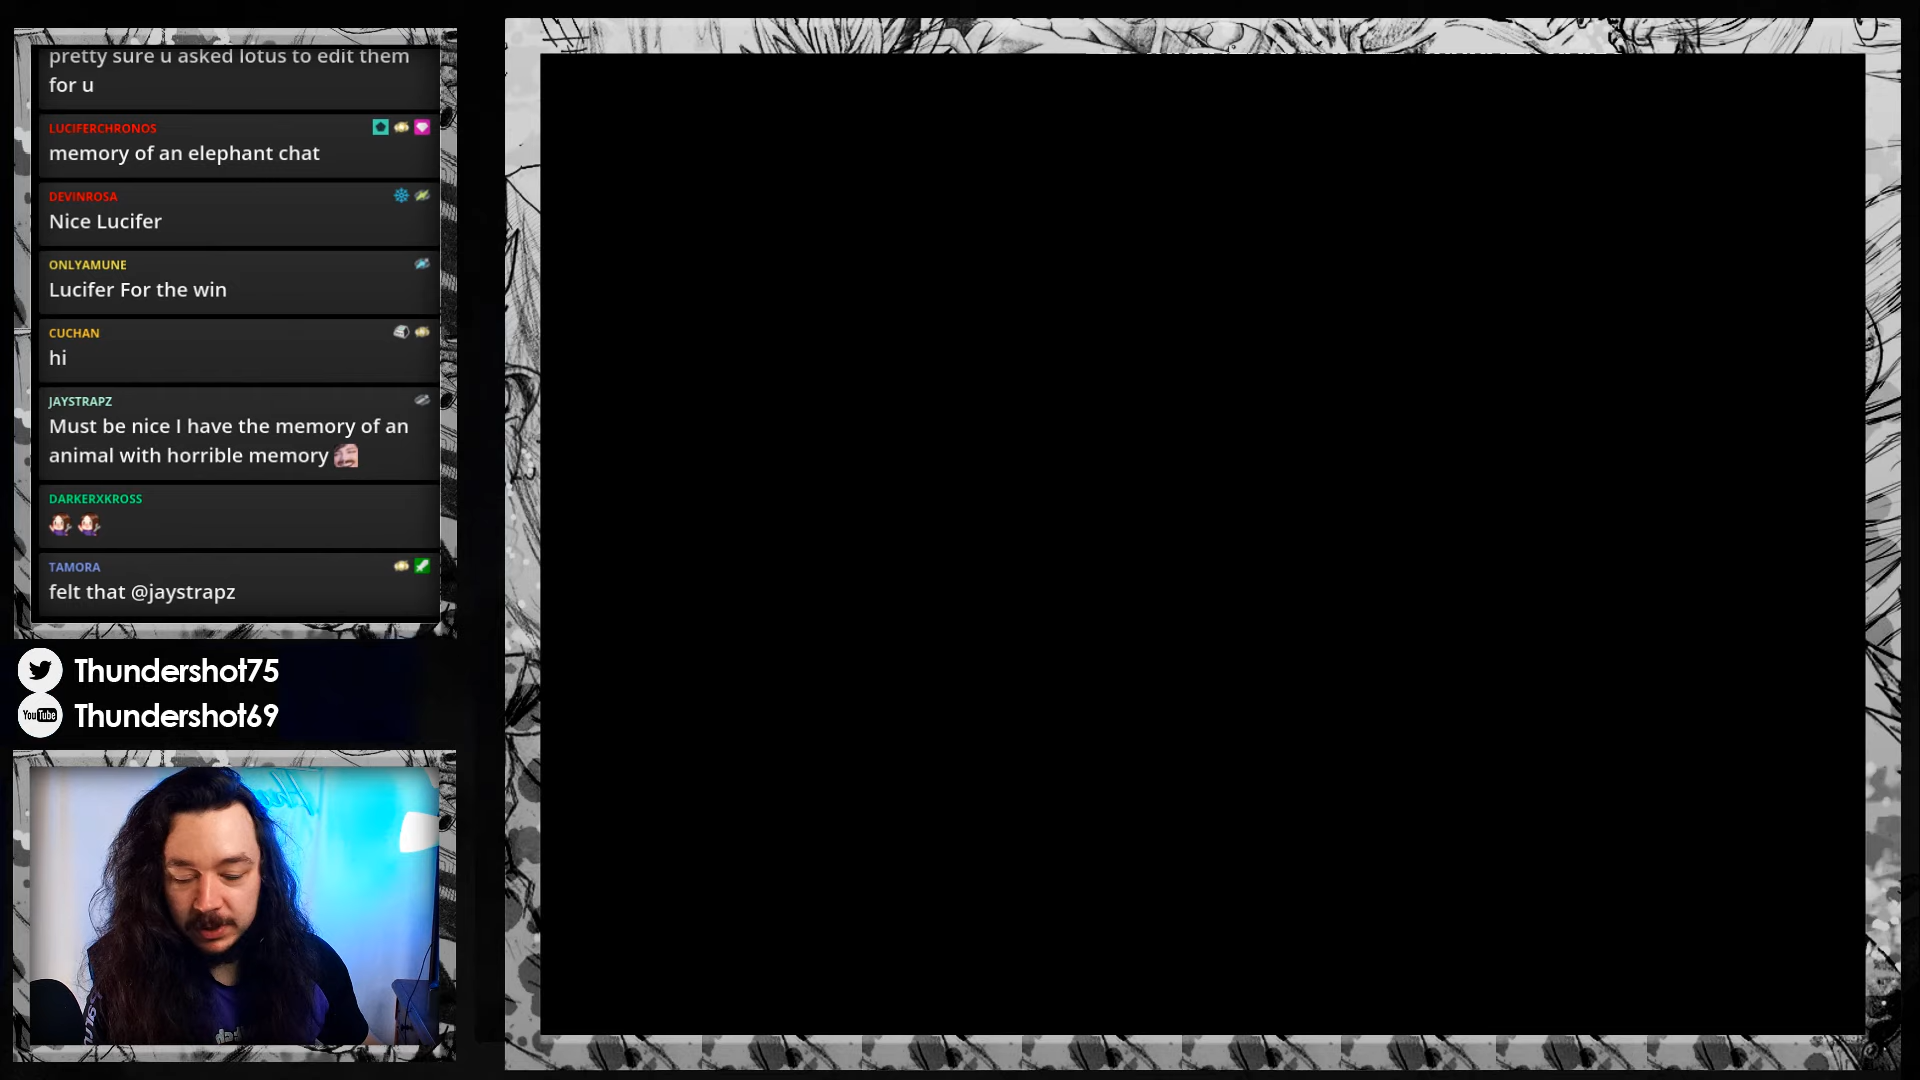 pretty sure u asked lotus to edit them
for u
LUCIFERCHRONOS
memory of an elephant chat
DEVINROSA
Nice Lucifer
ONLYAMUNE
Lucifer For the win
CUCHAN
hi
JAYSTRAPZ
Must be nice I have the memory of an
animal with horrible memory
DARKERXKROSS
TAMORA
felt that @jaystrapz
Thundershot75
You Tube
Thundershot69